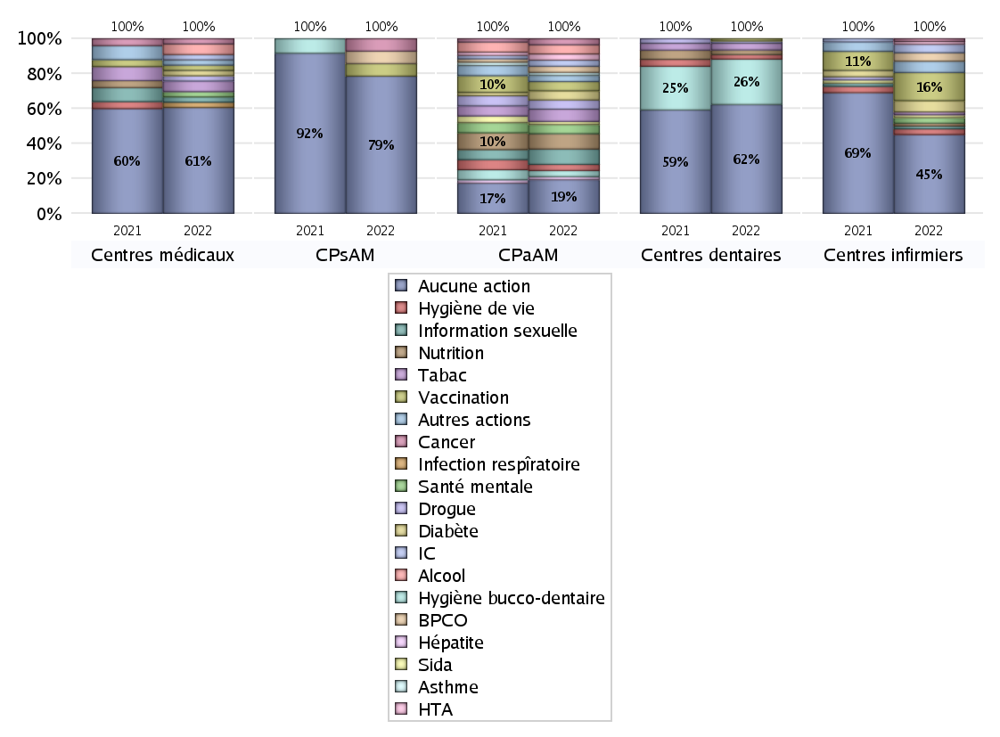 100% 100% 100% 100% 100% 100% 100% 100% 100% 100%
100%
80%
60%
40%
20%
0%
60% 61%
92% 79%
10% 10% 17% 19%
25% 26% 59% 62%
11% 16% 69% 45%
2021 2022 2021 2022 2021 2022 2021 2022 2021 2022
Centres médicaux CPsAM CPaAM Centres dentaires Centres infirmiers
Aucune action
Hygiène de vie
Information sexuelle
Nutrition
Tabac
Vaccination
Autres actions
Cancer
Infection respîratoire
Santé mentale
Drogue
Diabète
IC
Alcool
Hygiène bucco-dentaire
BPCO
Hépatite
Sida
Asthme
HTA